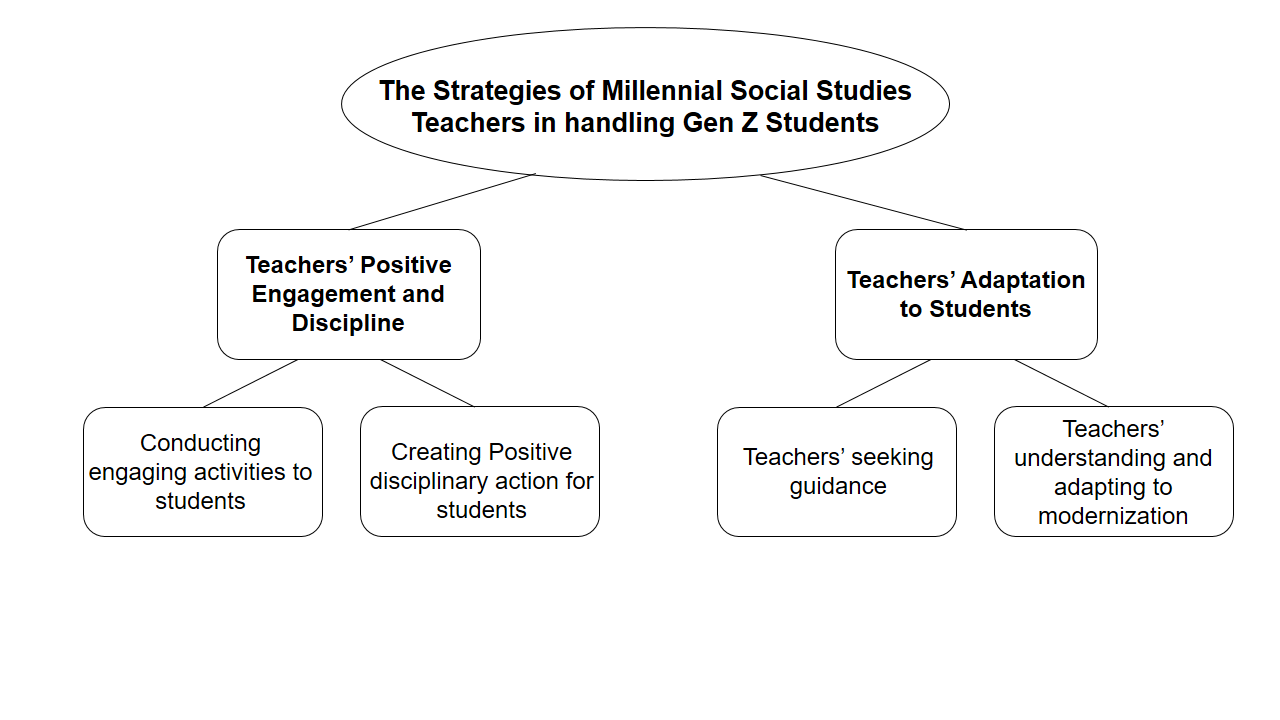 The Strategies of Millennial Social Studies
Teachers in handling Gen Z Students
Teachers’ Positive
Engagement and
Discipline
Teachers’ Adaptation
to Students
Conducting
engaging activities to
students
Creating Positive
disciplinary action for
students
Teachers’ seeking
guidance
Teachers’
understanding and
adapting to
modernization